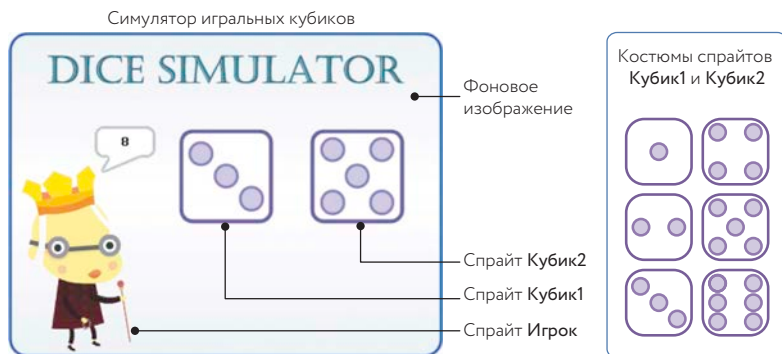 Симулятор игральных кубиков
DICE SIMULATOR
8
Фоновое
изображение
Спрайт Кубик2
Спрайт Кубик1
Спрайт Игрок
Костюмы спрайтов
Кубик1 и Кубик2